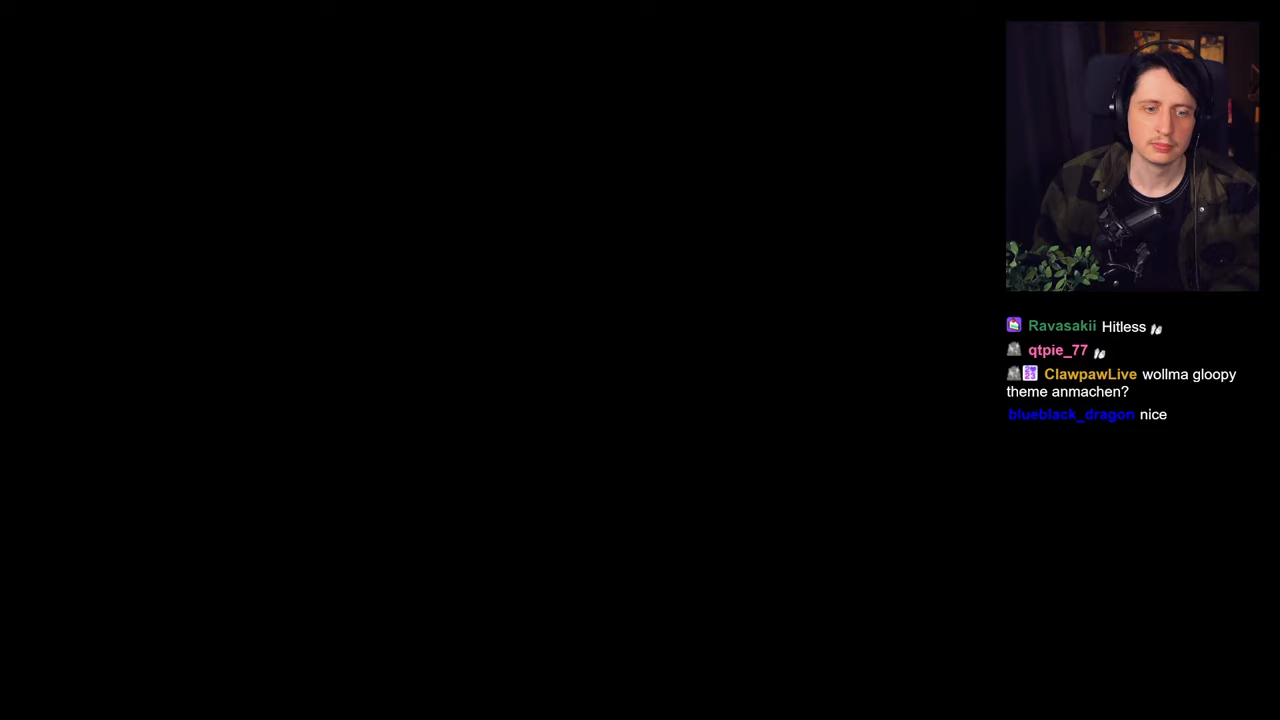 Ravasakii Hitless
qtpie_77
ClawpawLive wollma gloopy
theme anmachen?
blueblack_dragon nice